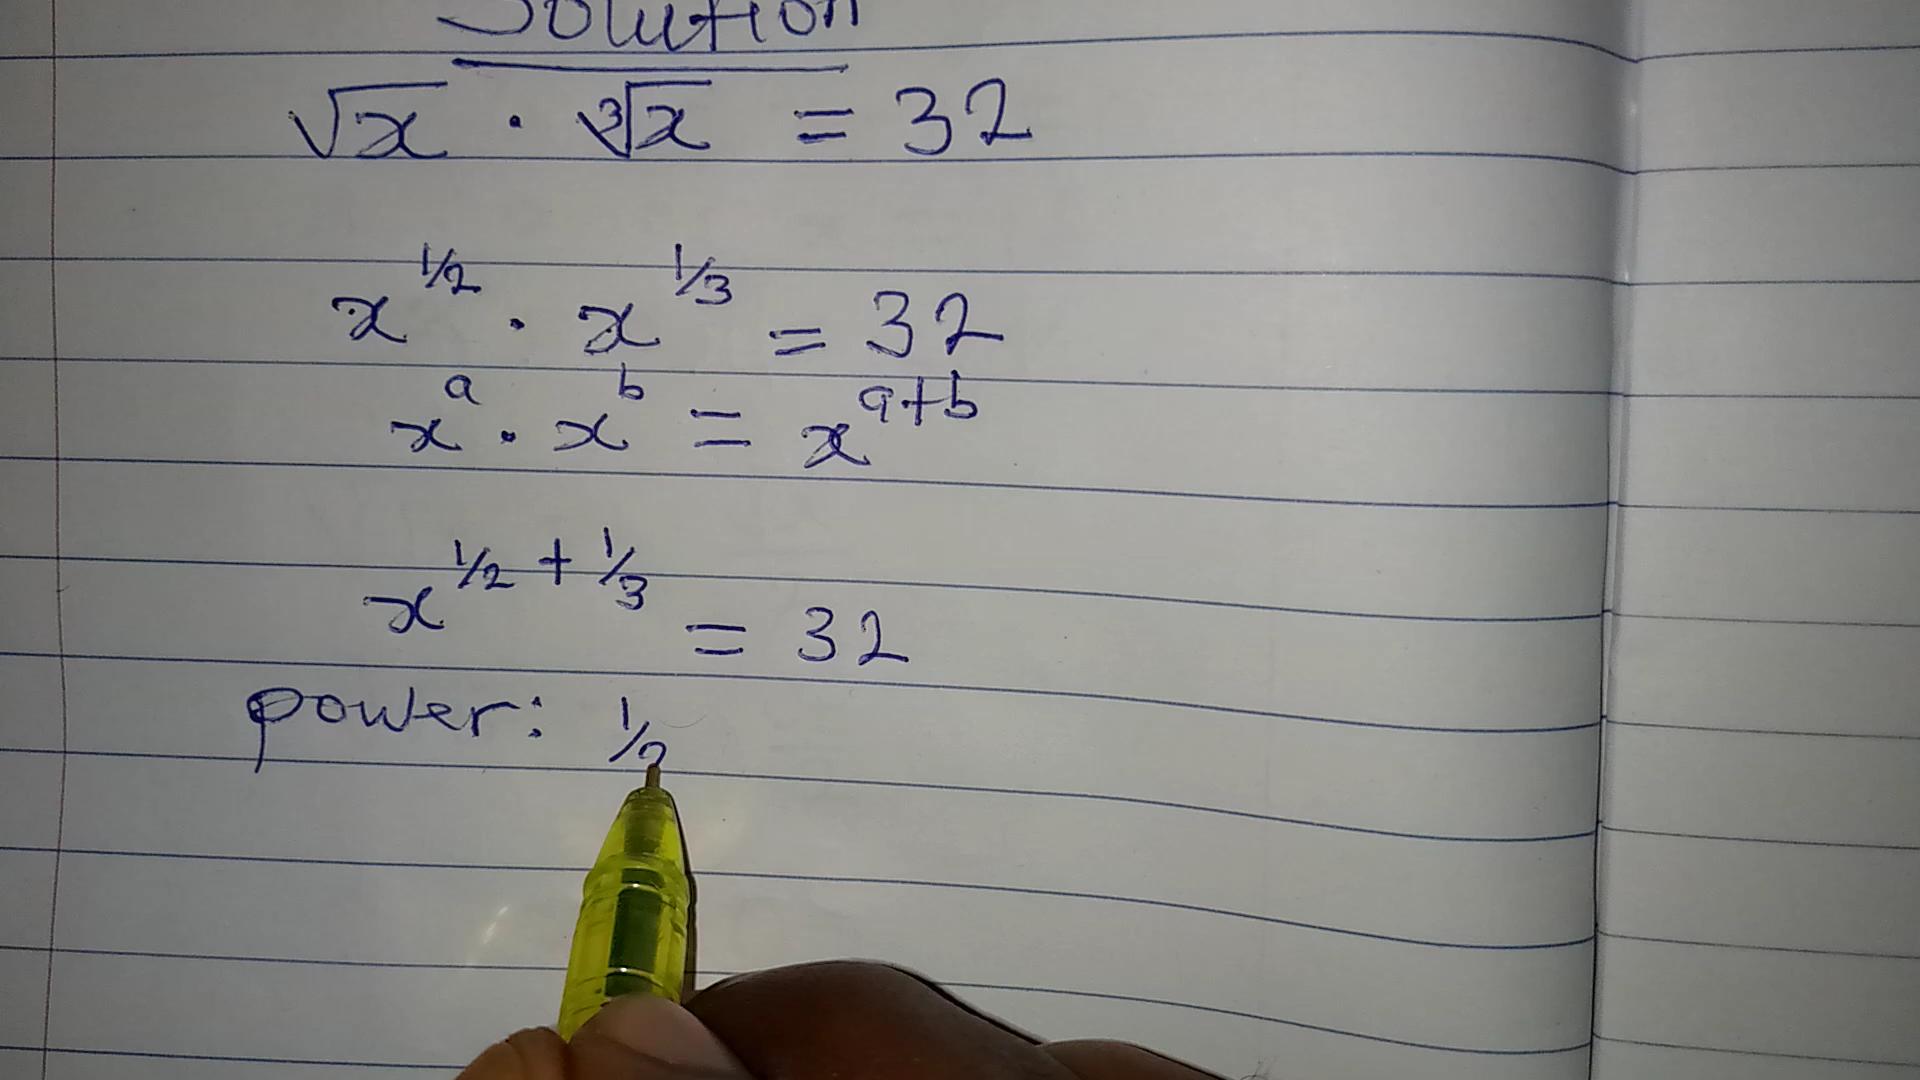 Solution
√x · ∛x = 32
x^1/2 · x^1/3 = 32
x^a · x^b = x^a+b
x^1/2 + 1/3 = 32
power: 1/2